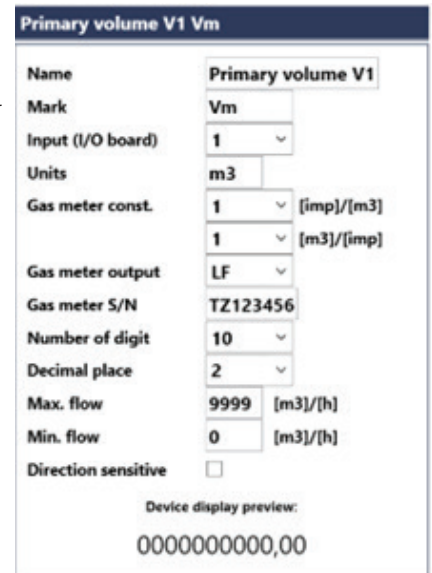 Primary volume V1 Vm
Name Primary volume V1
Mark Vm
Input (I/O board) 1
Units m3
Gas meter const. 1 [imp]/[m3]
1 [m3]/[imp]
Gas meter output LF
Gas meter S/N TZ123456
Number of digit 10
Decimal place 2
Max. flow 9999 [m3]/[h]
Min. flow 0 [m3]/[h]
Direction sensitive
Device display preview:
0000000000,00